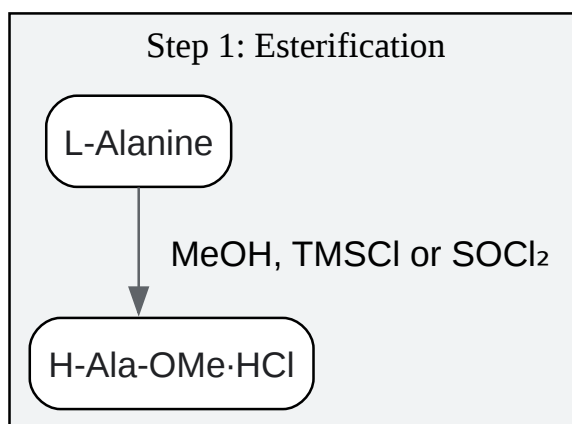 Step 1: Esterification
L-Alanine
MeOH, TMSCl or SOCl₂
H-Ala-OMe·HCl